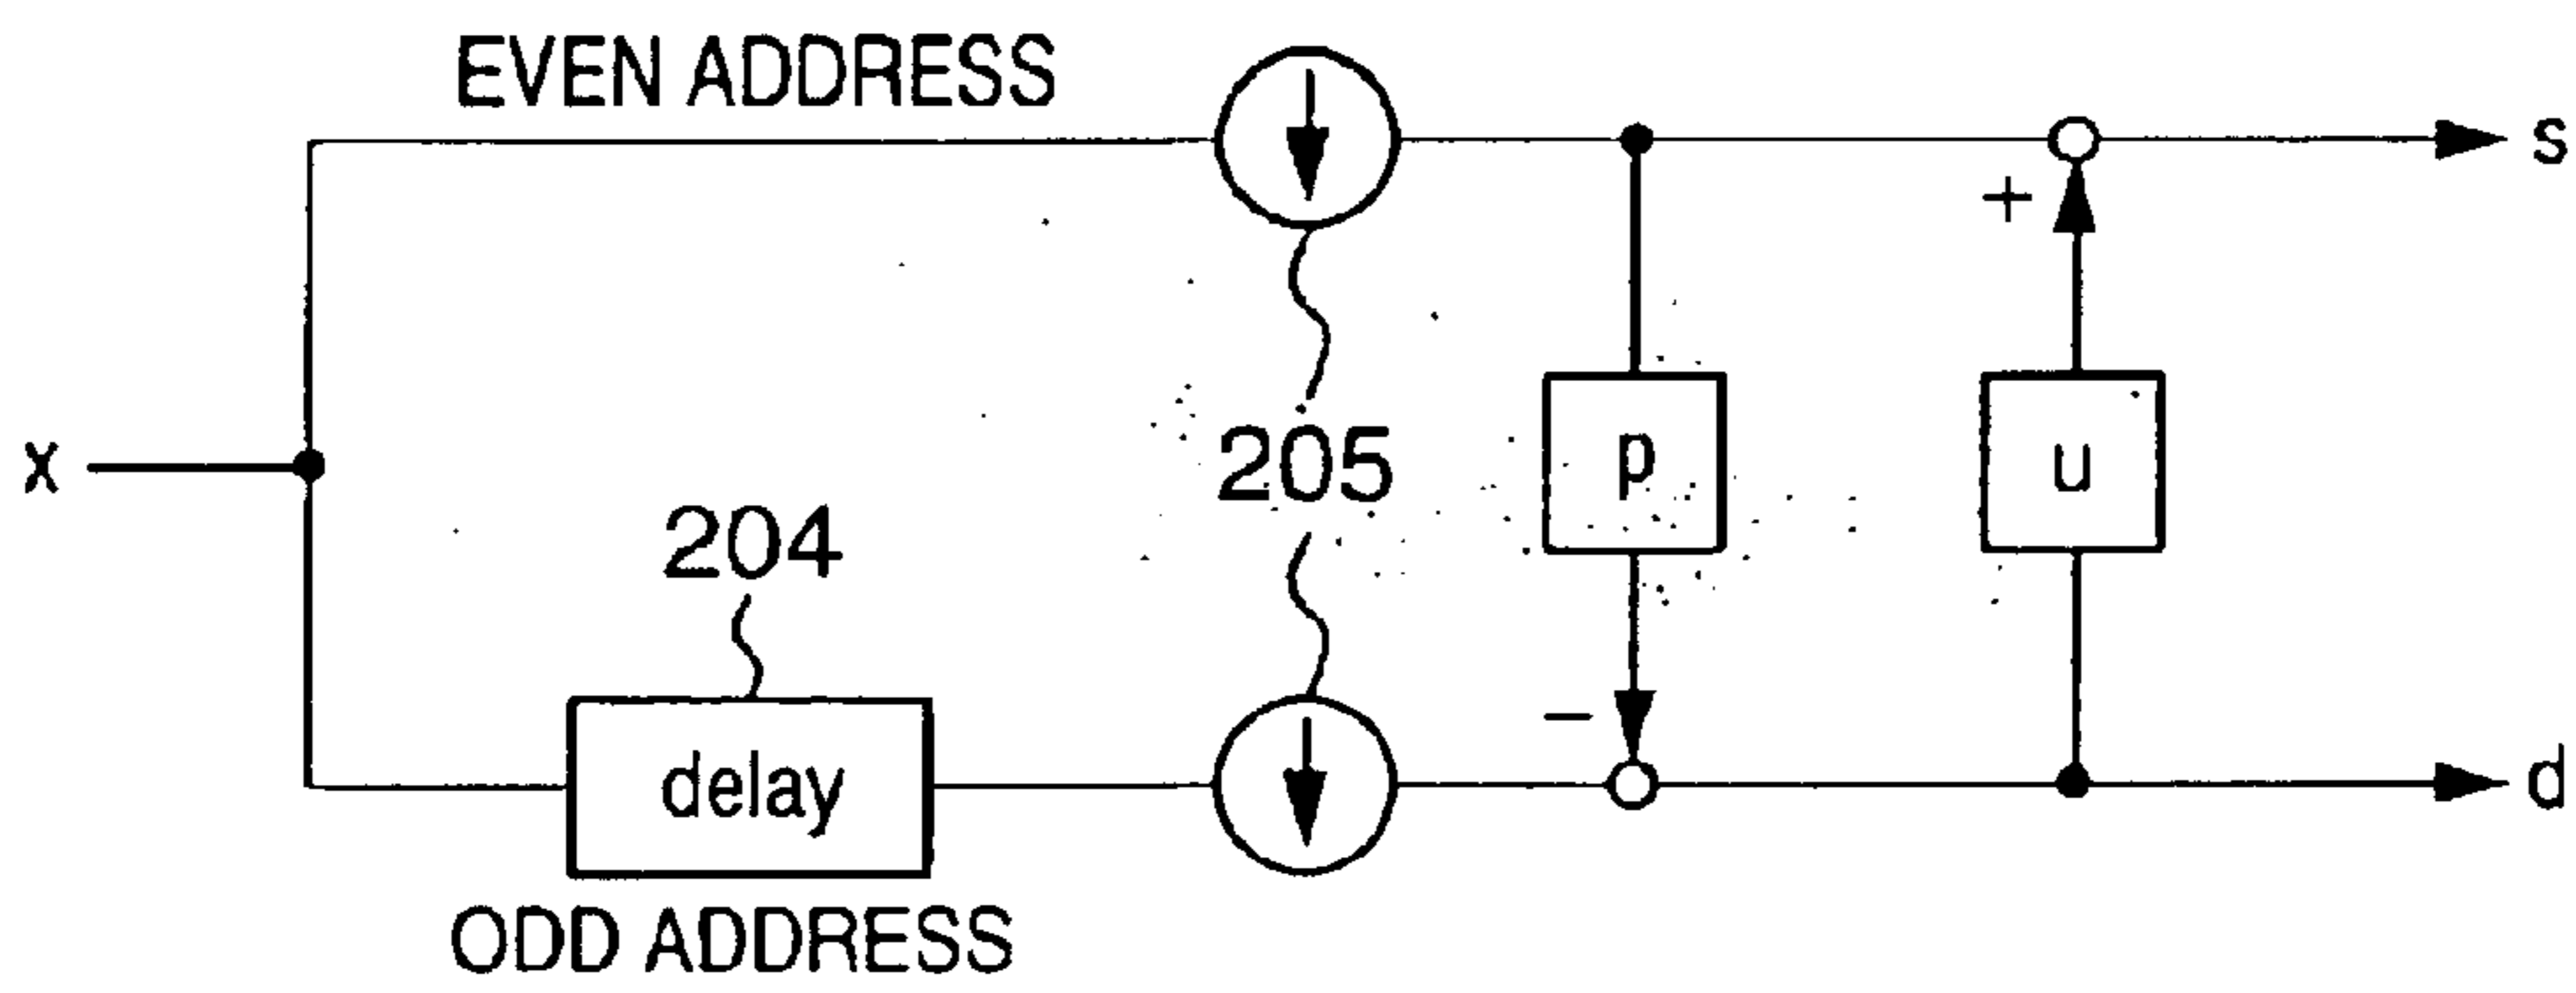 EVEN ADDRESS
s
+
x
204
205
p
u
delay
−
d
ODD ADDRESS